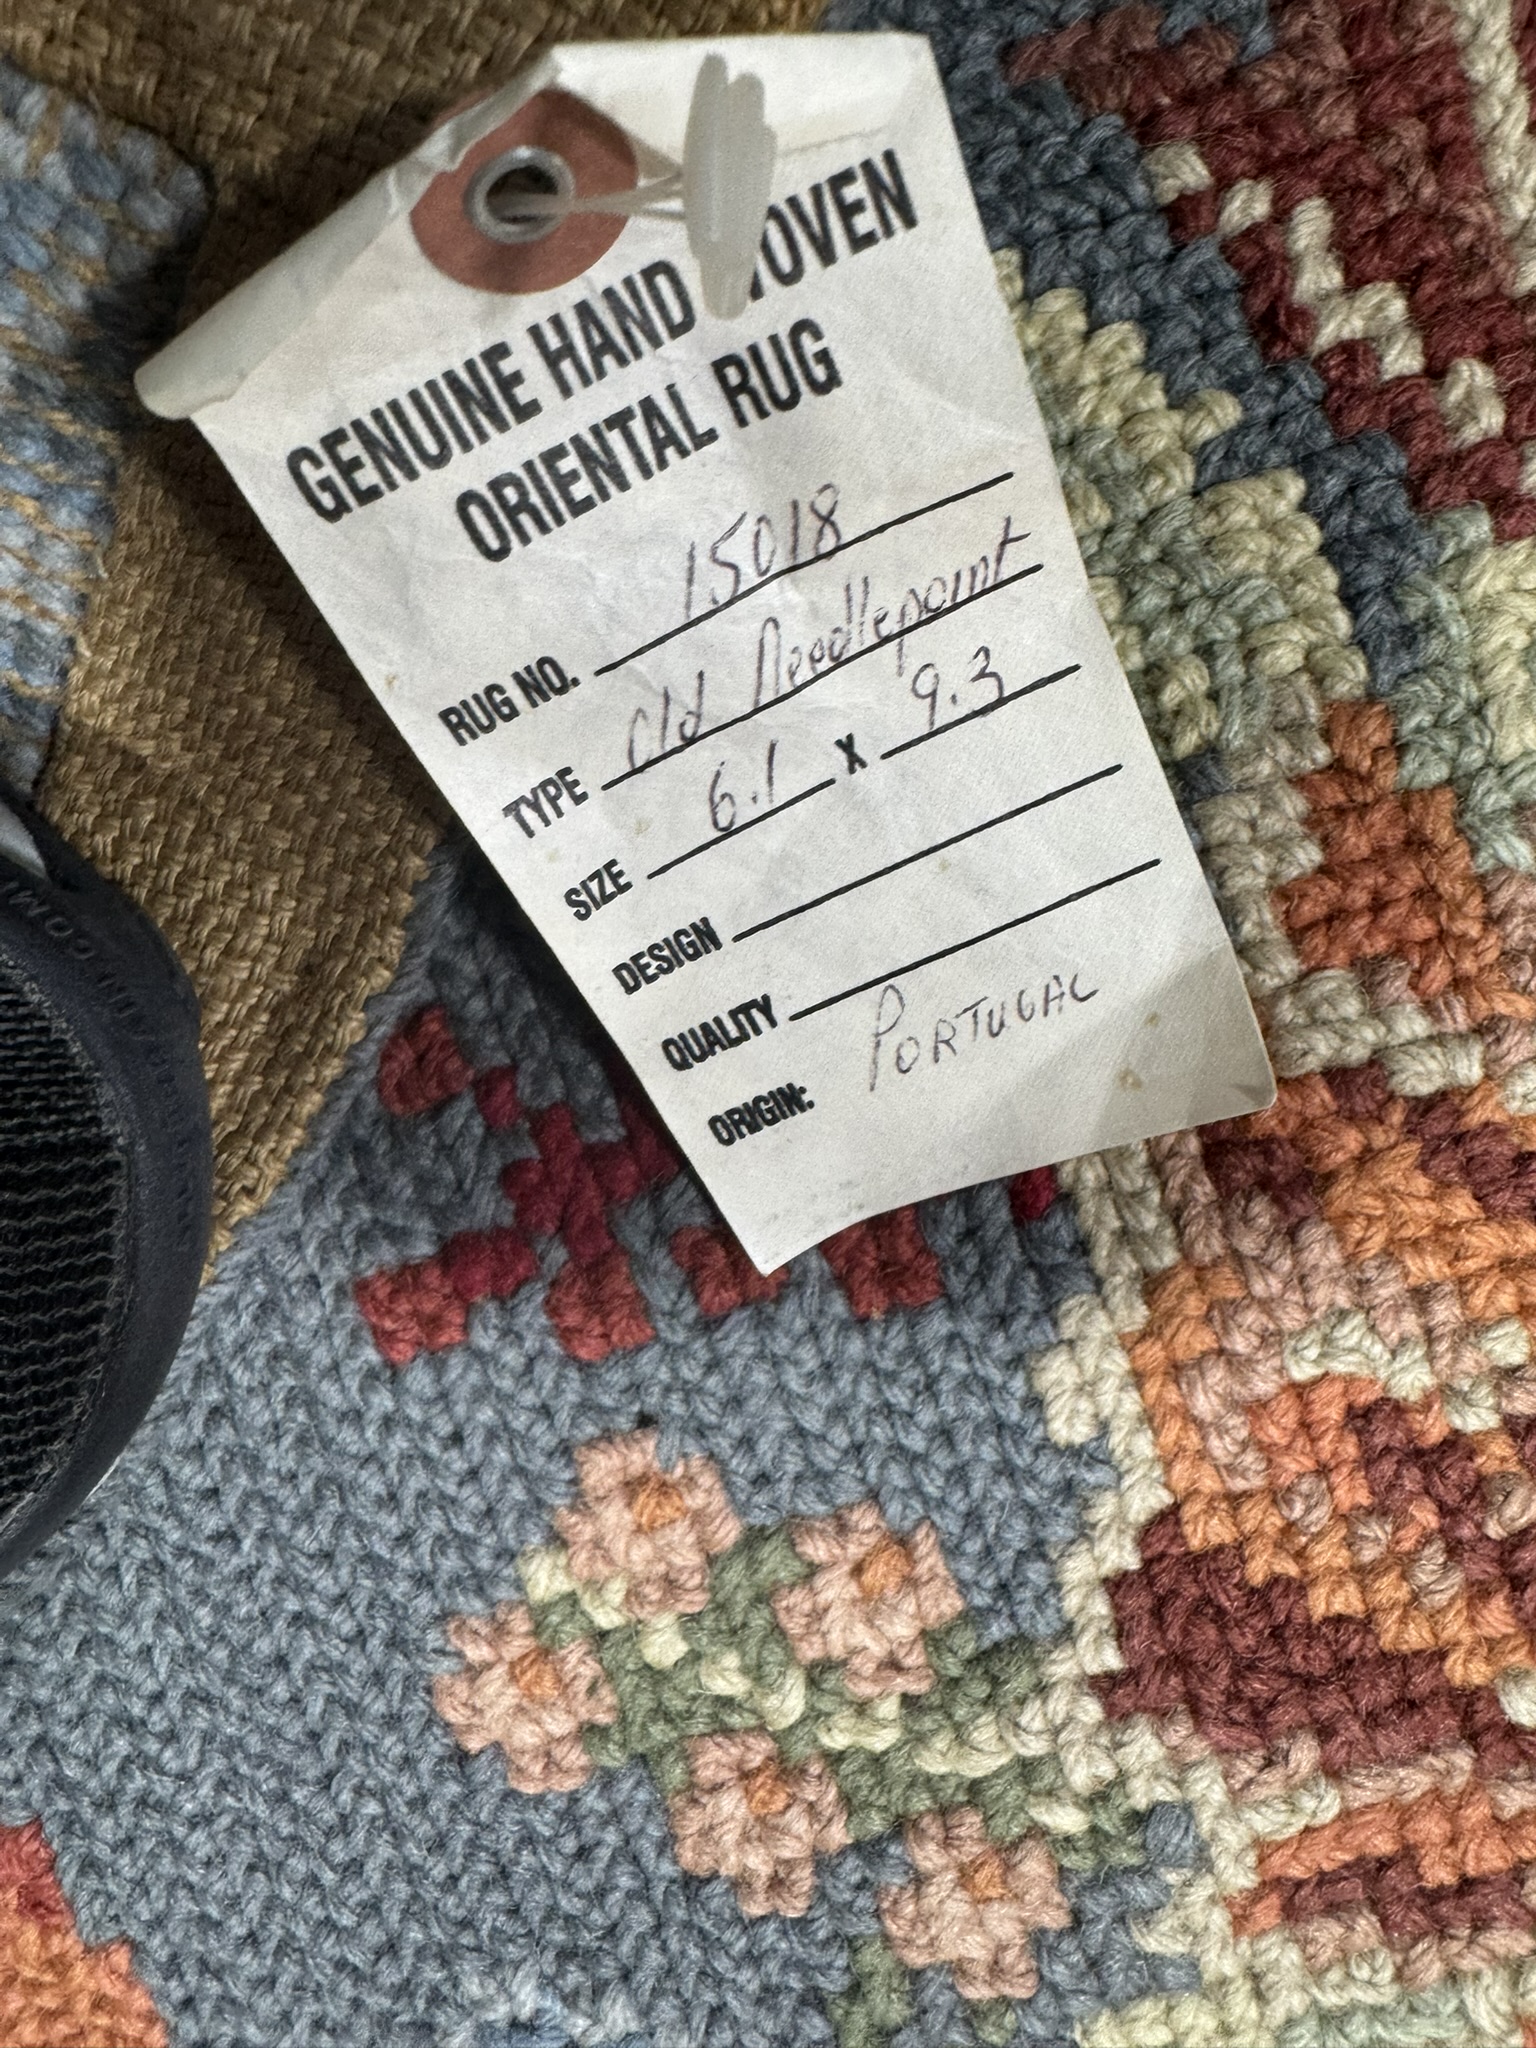 GENUINE HAND WOVEN
ORIENTAL RUG
RUG NO. 15018
TYPE Old Needlepoint
SIZE 6.1 X 9.3
DESIGN
QUALITY
ORIGIN: PORTUGAL